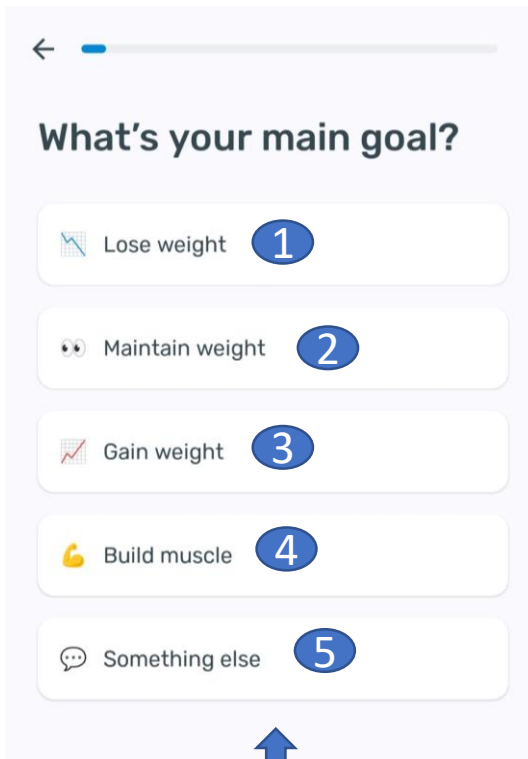 What's your main goal?
Lose weight 1
Maintain weight 2
Gain weight 3
Build muscle 4
Something else 5